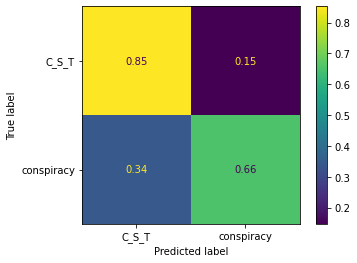 C_S_T
conspiracy
True label
0.85
0.15
0.34
0.66
C_S_T
conspiracy
Predicted label
0.8
0.7
0.6
0.5
0.4
0.3
0.2